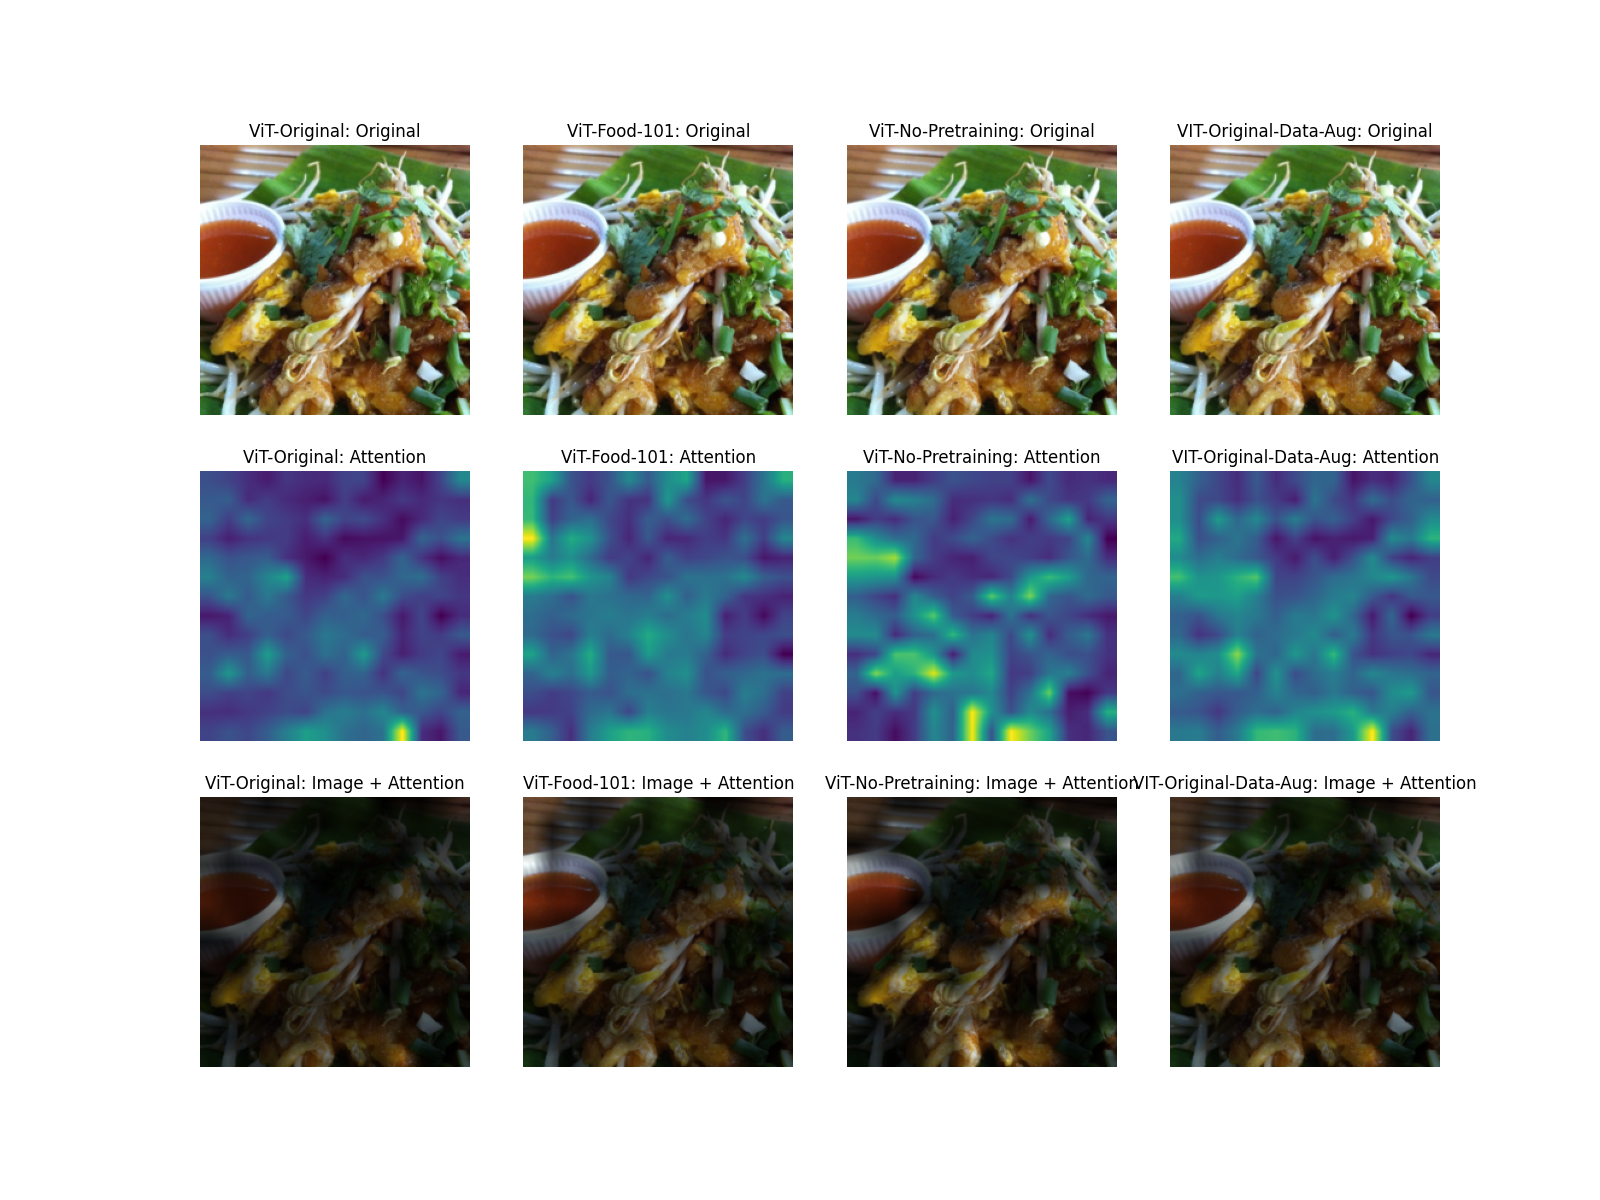 ViT-Original: Original
ViT-Food-101: Original
ViT-No-Pretraining: Original
VIT-Original-Data-Aug: Original
ViT-Original: Attention
ViT-Food-101: Attention
ViT-No-Pretraining: Attention
VIT-Original-Data-Aug: Attention
ViT-Original: Image + Attention
ViT-Food-101: Image + Attention
ViT-No-Pretraining: Image + Attention
VIT-Original-Data-Aug: Image + Attention